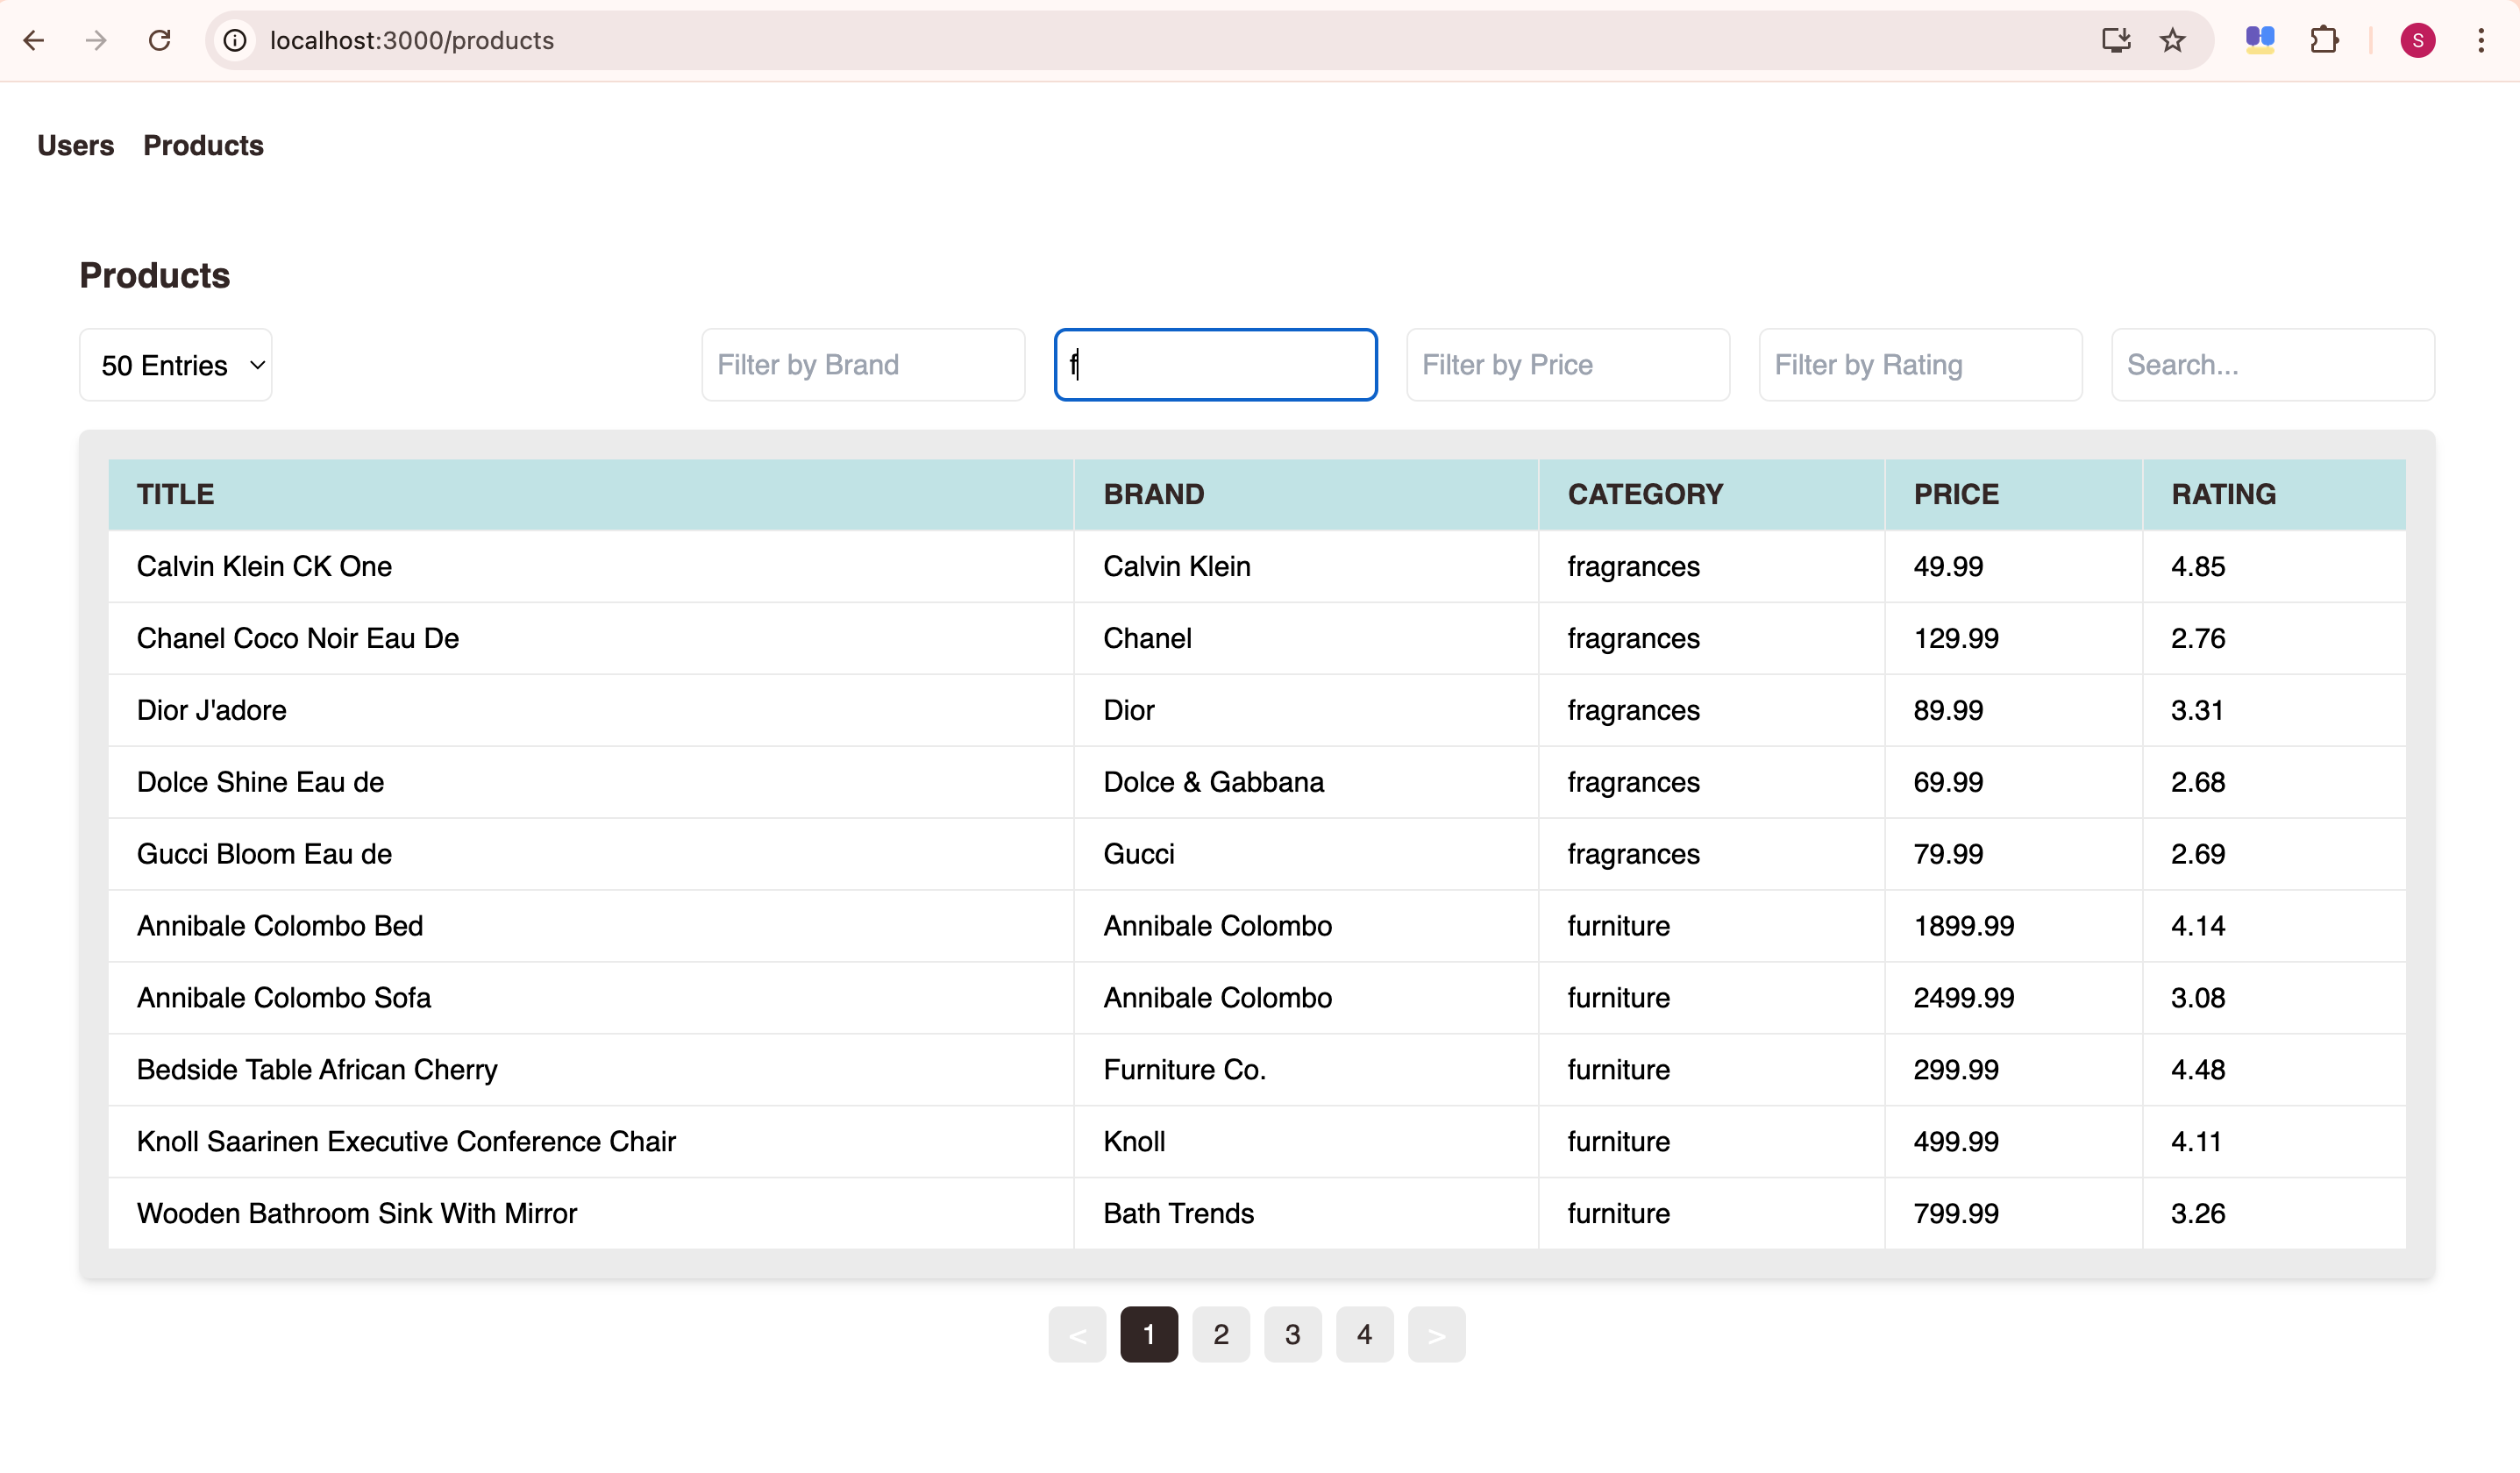 localhost:3000/products
S
Users Products
Products
50 Entries Filter by Brand f Filter by Price Filter by Rating Search...
TITLE BRAND CATEGORY PRICE RATING
Calvin Klein CK One Calvin Klein fragrances 49.99 4.85
Chanel Coco Noir Eau De Chanel fragrances 129.99 2.76
Dior J'adore Dior fragrances 89.99 3.31
Dolce Shine Eau de Dolce & Gabbana fragrances 69.99 2.68
Gucci Bloom Eau de Gucci fragrances 79.99 2.69
Annibale Colombo Bed Annibale Colombo furniture 1899.99 4.14
Annibale Colombo Sofa Annibale Colombo furniture 2499.99 3.08
Bedside Table African Cherry Furniture Co. furniture 299.99 4.48
Knoll Saarinen Executive Conference Chair Knoll furniture 499.99 4.11
Wooden Bathroom Sink With Mirror Bath Trends furniture 799.99 3.26
< 1 2 3 4 >